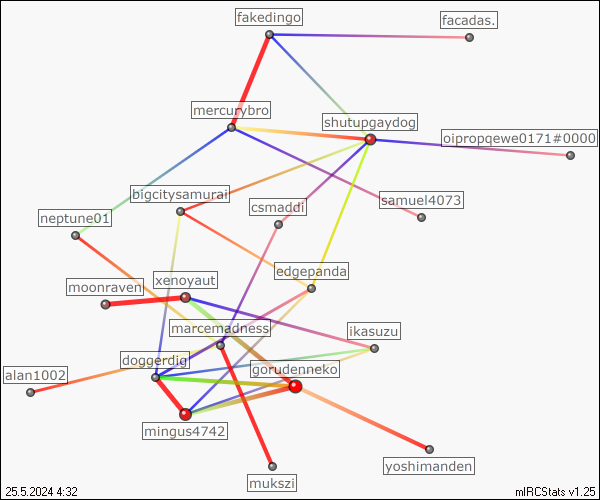 fakedingo
facadas.
mercurybro
shutupgaydog
oipropqewe0171#0000
bigcitysamurai
csmaddi
samuel4073
neptune01
edgepanda
xenoyaut
moonraven
marcemadness
ikasuzu
doggerdig
gorudenneko
alan1002
mingus4742
yoshimanden
mukszi
25.5.2024 4:32
mIRCStats v1.25